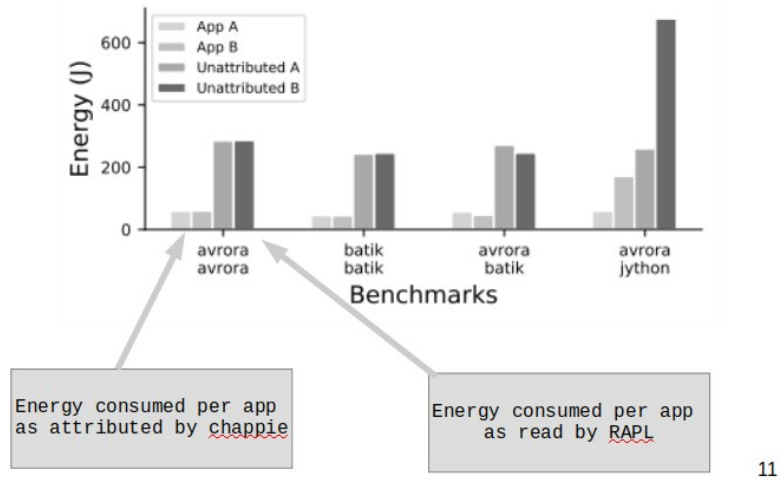 App A
App B
Unattributed A
Unattributed B
Energy (J)
600
400
200
0
avrora
avrora
batik
batik
avrora
batik
avrora
jython
Benchmarks
Energy consumed per app
as attributed by chappie
Energy consumed per app
as read by RAPL
11